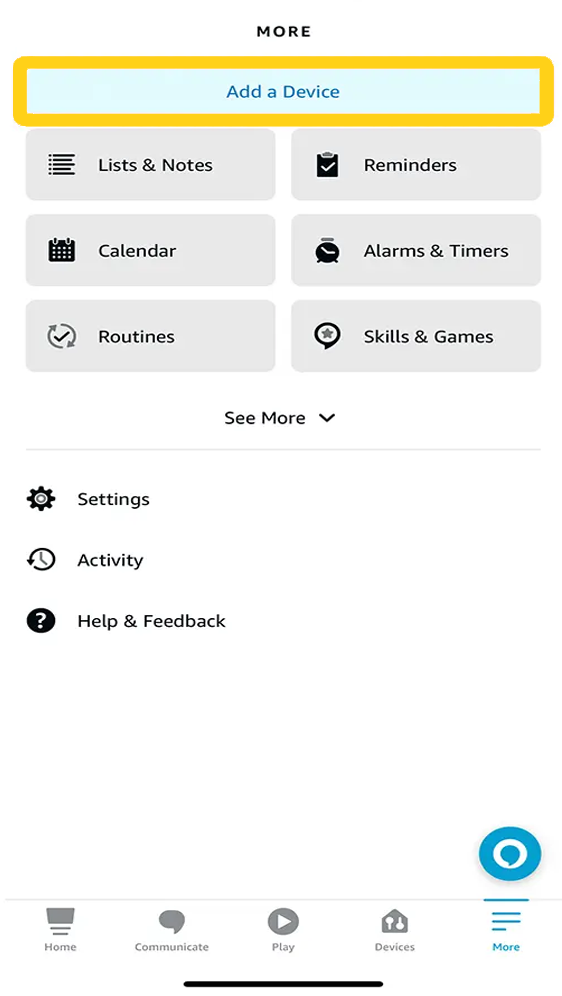 MORE
Add a Device
Lists & Notes
Reminders
Calendar
Alarms & Timers
Routines
Skills & Games
See More
Settings
Activity
Help & Feedback
Home
Communicate
Play
Devices
More